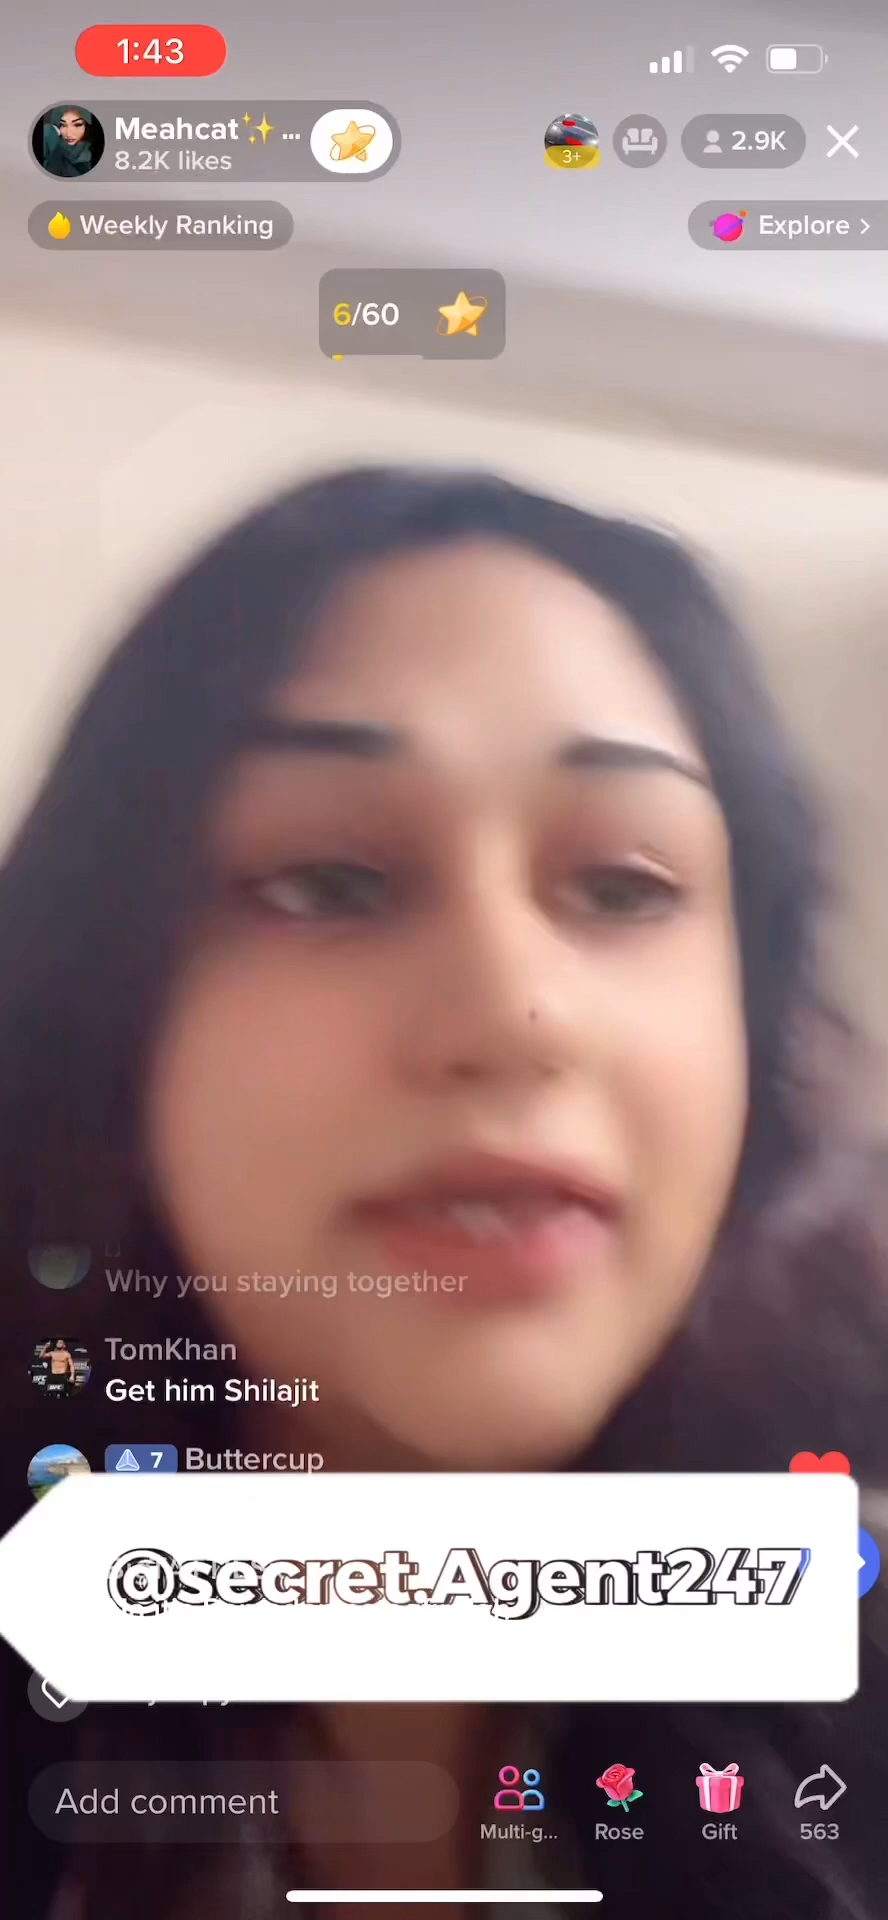 1:43
Meahcat✨ ...
8.2K likes
3+
2.9K
Weekly Ranking
Explore >
6/60
Why you staying together
TomKhan
Get him Shilajit
7 Buttercup
@secret.Agent247
Add comment
Multi-g...
Rose
Gift
563